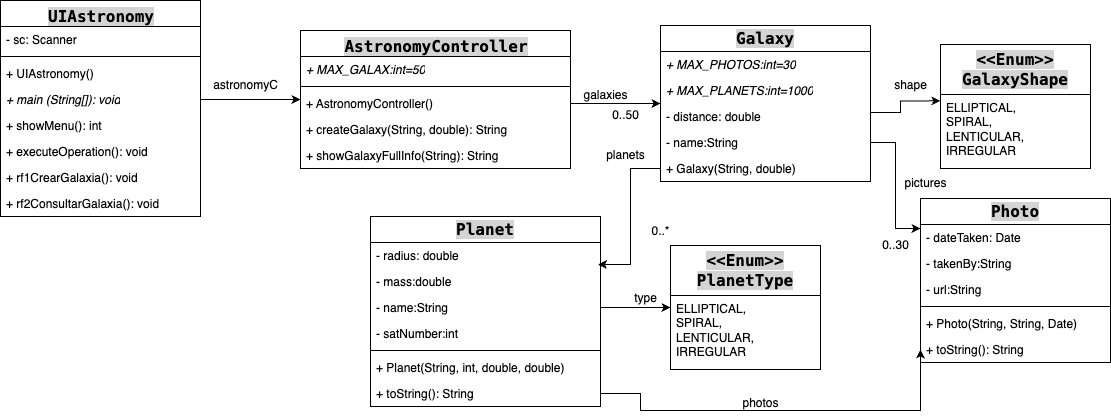 UIAstronomy
- sc: Scanner
+ UIAstronomy()
+ main (String[]): void
+ showMenu(): int
+ executeOperation(): void
+ rf1CrearGalaxia(): void
+ rf2ConsultarGalaxia(): void
astronomyC
AstronomyController
+ MAX_GALAX:int=50
+ AstronomyController()
+ createGalaxy(String, double): String
+ showGalaxyFullInfo(String): String
galaxies
0..50
Galaxy
+ MAX_PHOTOS:int=30
+ MAX_PLANETS:int=1000
- distance: double
- name:String
+ Galaxy(String, double)
shape
<<Enum>>
GalaxyShape
ELLIPTICAL,
SPIRAL,
LENTICULAR,
IRREGULAR
planets
0..*
pictures
0..30
Planet
- radius: double
- mass:double
- name:String
- satNumber:int
+ Planet(String, int, double, double)
+ toString(): String
type
<<Enum>>
PlanetType
ELLIPTICAL,
SPIRAL,
LENTICULAR,
IRREGULAR
Photo
- dateTaken: Date
- takenBy:String
- url:String
+ Photo(String, String, Date)
+ toString(): String
photos